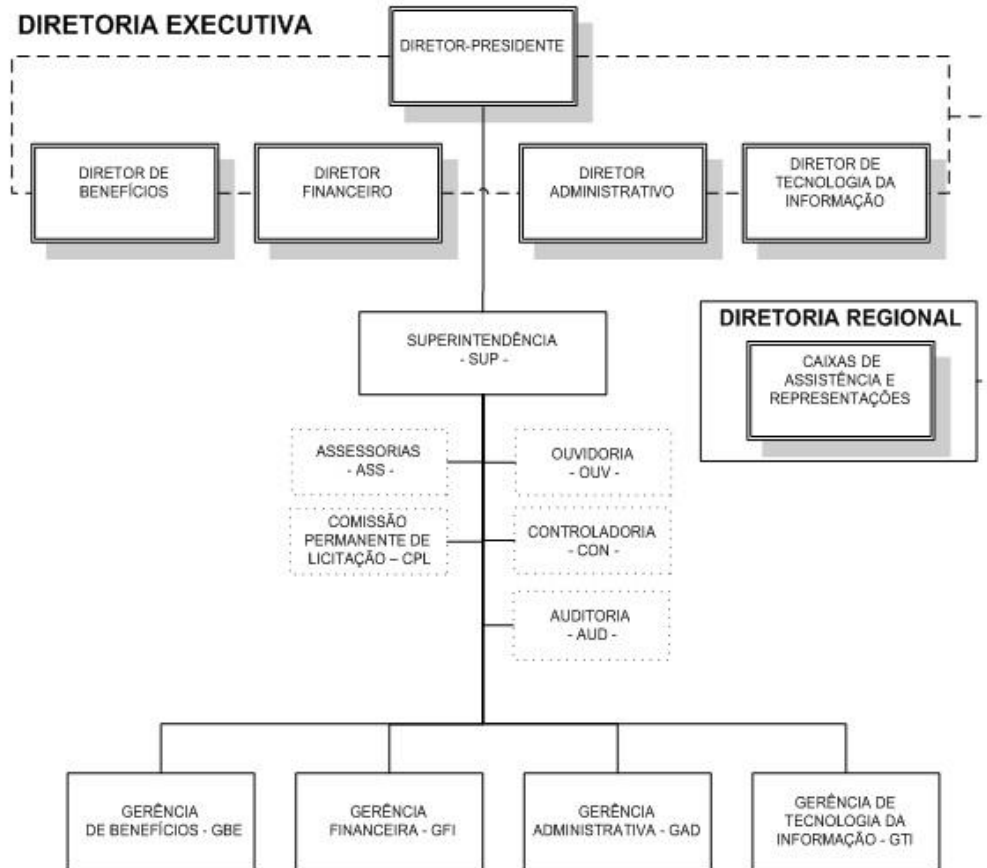 DIRETORIA EXECUTIVA
DIRETOR-PRESIDENTE
DIRETOR DE
BENEFÍCIOS
DIRETOR
FINANCEIRO
DIRETOR
ADMINISTRATIVO
DIRETOR DE
TECNOLOGIA DA
INFORMAÇÃO
SUPERINTENDÊNCIA
- SUP -
DIRETORIA REGIONAL
CAIXAS DE
ASSISTÊNCIA E
REPRESENTAÇÕES
ASSESSORIAS
- ASS -
OUVIDORIA
- OUV -
COMISSÃO
PERMANENTE DE
LICITAÇÃO – CPL
CONTROLADORIA
- CON -
AUDITORIA
- AUD -
GERÊNCIA
DE BENEFÍCIOS - GBE
GERÊNCIA
FINANCEIRA - GFI
GERÊNCIA
ADMINISTRATIVA - GAD
GERÊNCIA DE
TECNOLOGIA DA
INFORMAÇÃO - GTI